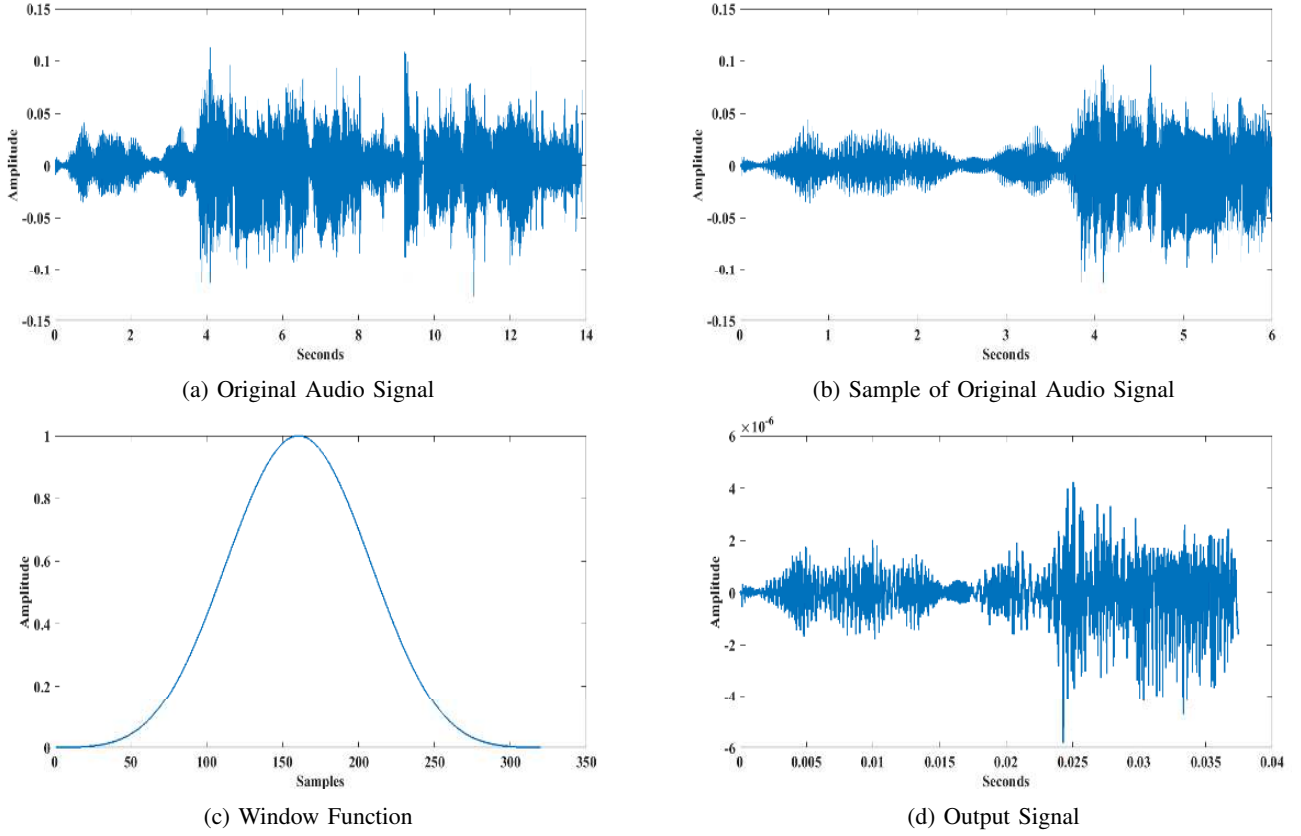 0.15
0.1
0.05
0
-0.05
-0.1
-0.15
Amplitude
0 2 4 6 8 10 12 14
Seconds
(a) Original Audio Signal
0.15
0.1
0.05
0
-0.05
-0.1
-0.15
Amplitude
0 1 2 3 4 5 6
Seconds
(b) Sample of Original Audio Signal
1
0.8
0.6
0.4
0.2
0
Amplitude
0 50 100 150 200 250 300 350
Samples
(c) Window Function
×10-6
6
4
2
0
-2
-4
-6
Amplitude
0 0.005 0.01 0.015 0.02 0.025 0.03 0.035 0.04
Seconds
(d) Output Signal